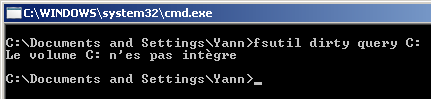 C:\WINDOWS\system32\cmd.exe
C:\Documents and Settings\Yann>fsutil dirty query C:
Le volume C: n'es pas intègre
C:\Documents and Settings\Yann>_